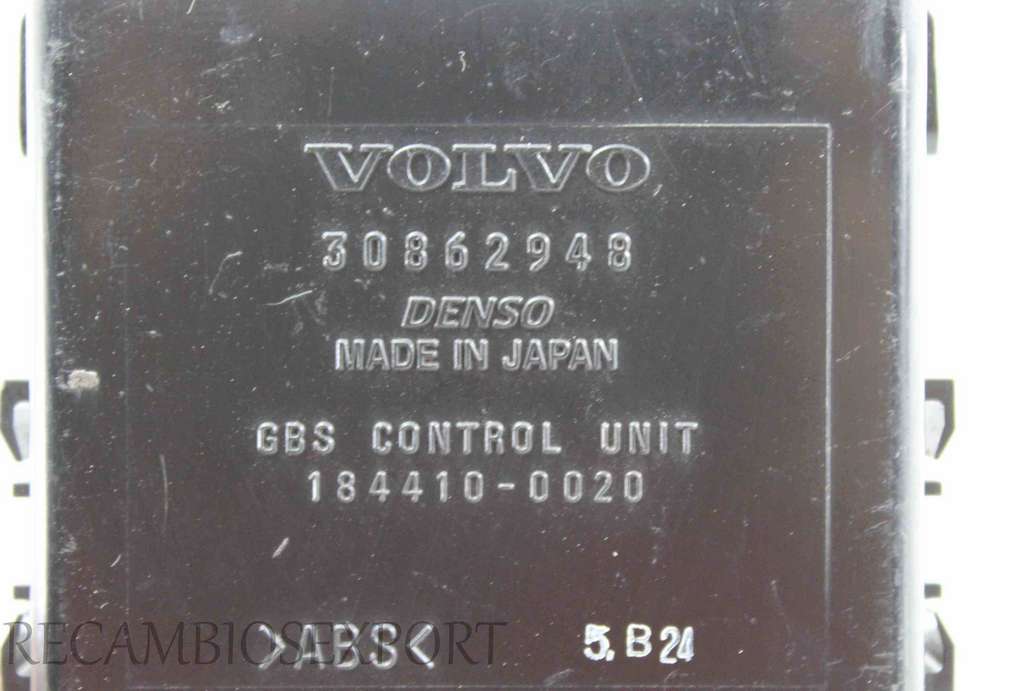 VOLVO
30862948
DENSO
MADE IN JAPAN
GBS CONTROL UNIT
184410-0020
>ABS< 5.B24
RECAMBIOSEXPORT